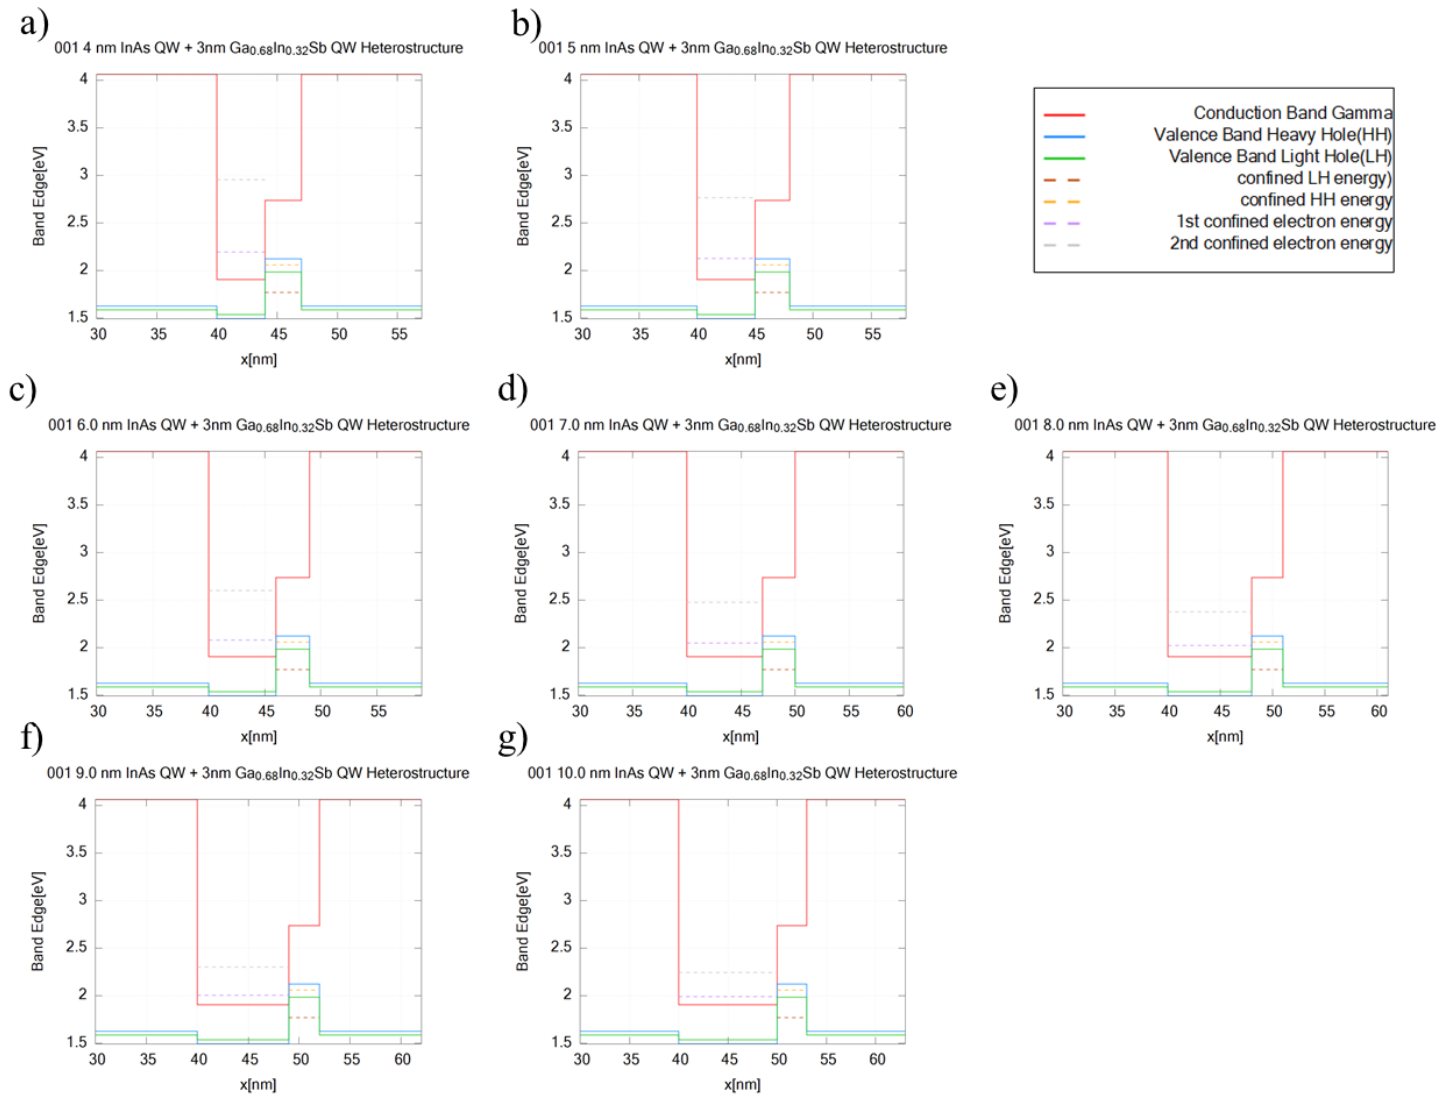 a)
001 4 nm InAs QW + 3nm Ga0.68In0.32Sb QW Heterostructure
4
3.5
3
2.5
2
1.5
Band Edge[eV]
30 35 40 45 50 55
x[nm]
b)
001 5 nm InAs QW + 3nm Ga0.68In0.32Sb QW Heterostructure
4
3.5
3
2.5
2
1.5
Band Edge[eV]
30 35 40 45 50 55
x[nm]
Conduction Band Gamma
Valence Band Heavy Hole(HH)
Valence Band Light Hole(LH)
confined LH energy)
confined HH energy
1st confined electron energy
2nd confined electron energy
c)
001 6.0 nm InAs QW + 3nm Ga0.68In0.32Sb QW Heterostructure
4
3.5
3
2.5
2
1.5
Band Edge[eV]
30 35 40 45 50 55
x[nm]
d)
001 7.0 nm InAs QW + 3nm Ga0.68In0.32Sb QW Heterostructure
4
3.5
3
2.5
2
1.5
Band Edge[eV]
30 35 40 45 50 55 60
x[nm]
e)
001 8.0 nm InAs QW + 3nm Ga0.68In0.32Sb QW Heterostructure
4
3.5
3
2.5
2
1.5
Band Edge[eV]
30 35 40 45 50 55 60
x[nm]
f)
001 9.0 nm InAs QW + 3nm Ga0.68In0.32Sb QW Heterostructure
4
3.5
3
2.5
2
1.5
Band Edge[eV]
30 35 40 45 50 55 60
x[nm]
g)
001 10.0 nm InAs QW + 3nm Ga0.68In0.32Sb QW Heterostructure
4
3.5
3
2.5
2
1.5
Band Edge[eV]
30 35 40 45 50 55 60
x[nm]